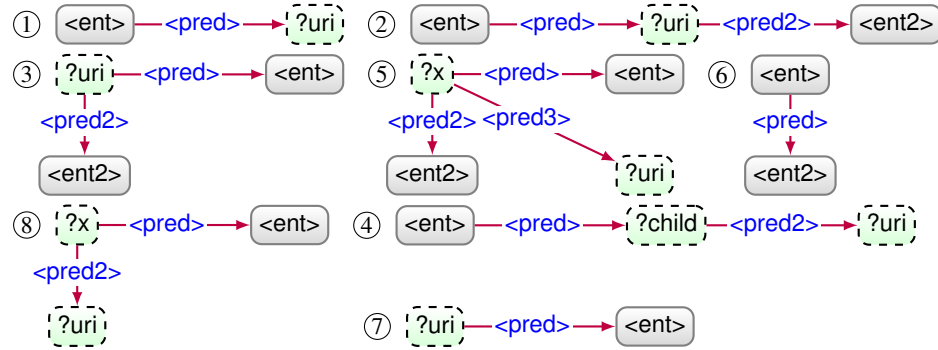 ① <ent> <pred> ?uri ② <ent> <pred> ?uri <pred2> <ent2>
③ ?uri <pred> <ent> ⑤ ?x <pred> <ent> ⑥ <ent>
<pred2> <pred2> <pred3> <pred>
<ent2> <ent2> ?uri <ent2>
⑧ ?x <pred> <ent> ④ <ent> <pred> ?child <pred2> ?uri
<pred2>
?uri ⑦ ?uri <pred> <ent>